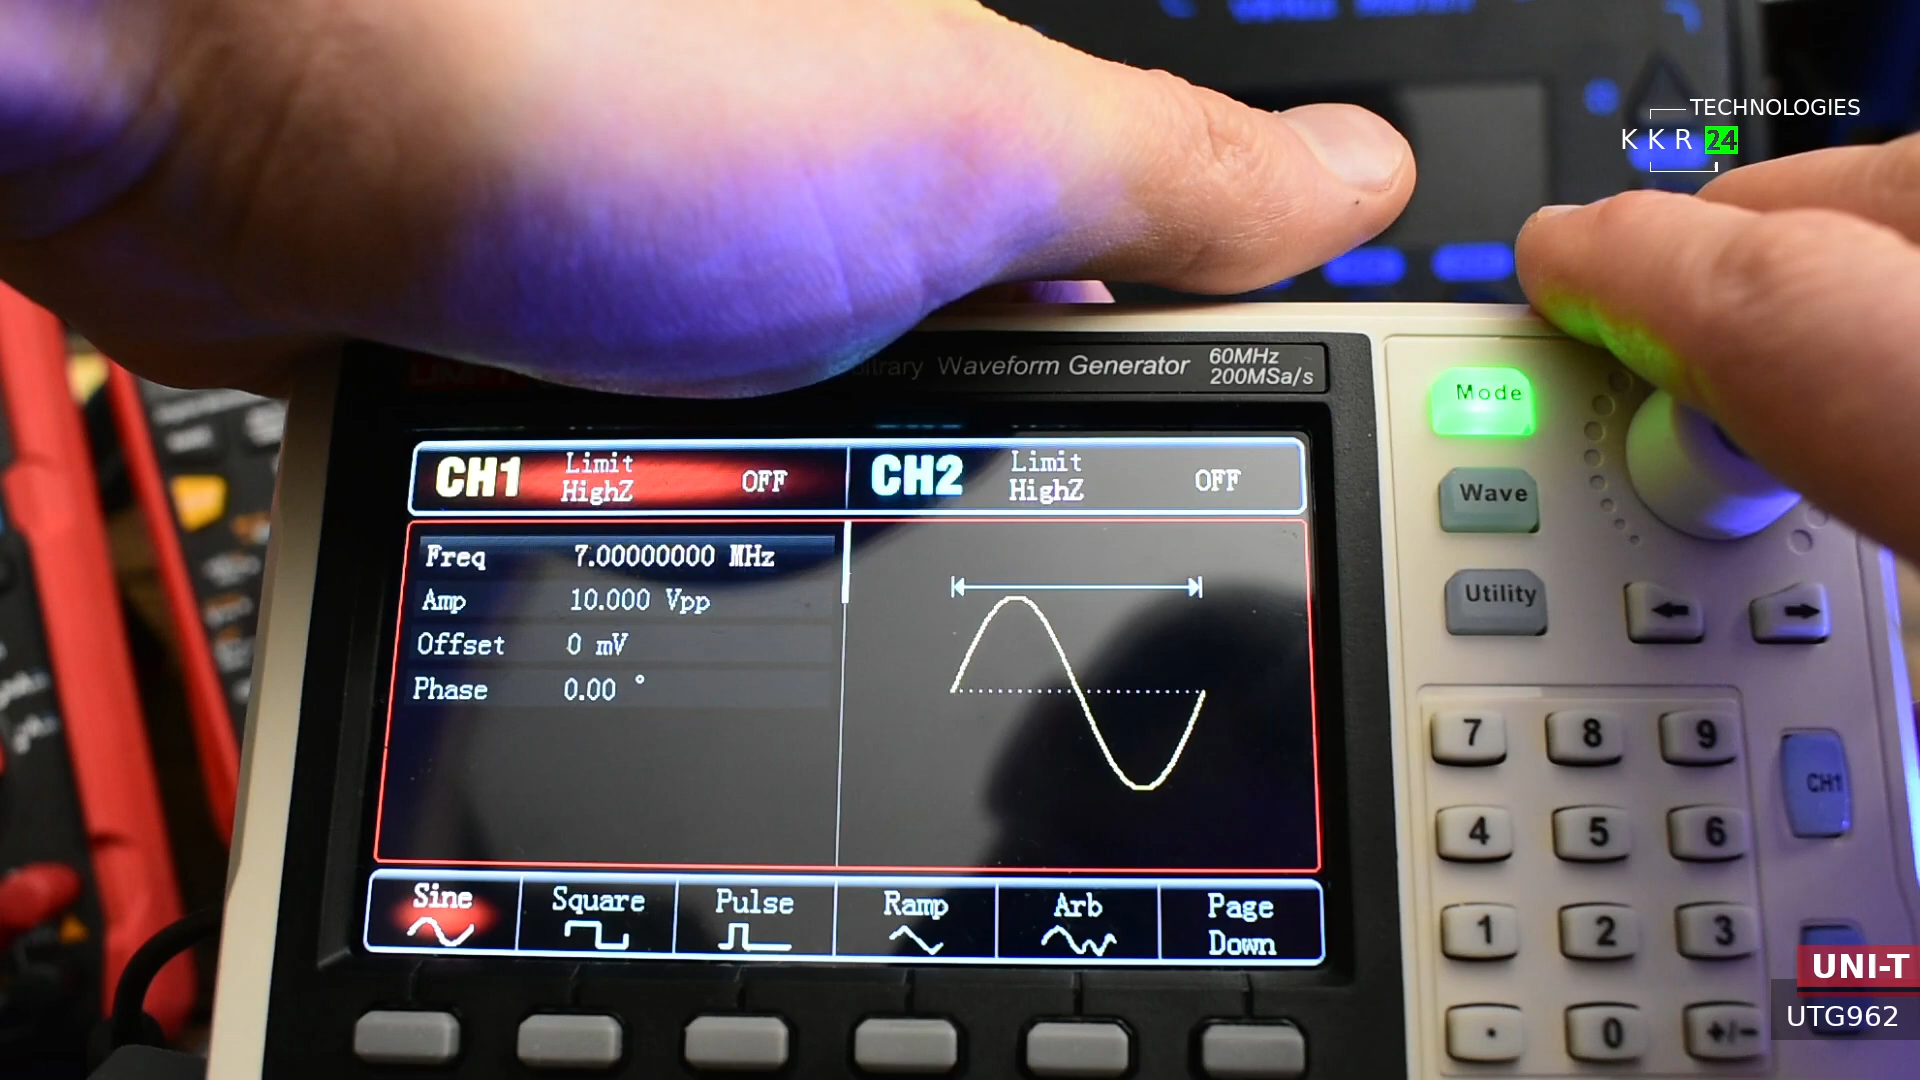 TECHNOLOGIES
KKR 24
Waveform Generator
60MHz
200MSa/s
CH1 Limit HighZ OFF
CH2 Limit HighZ OFF
Freq 7.00000000 MHz
Amp 10.000 Vpp
Offset 0 mV
Phase 0.00 °
Sine
Square
Pulse
Ramp
Arb
Page Down
Mode
Wave
Utility
7 8 9
4 5 6
1 2 3
. 0 +/-
CH1
UNI-T
UTG962